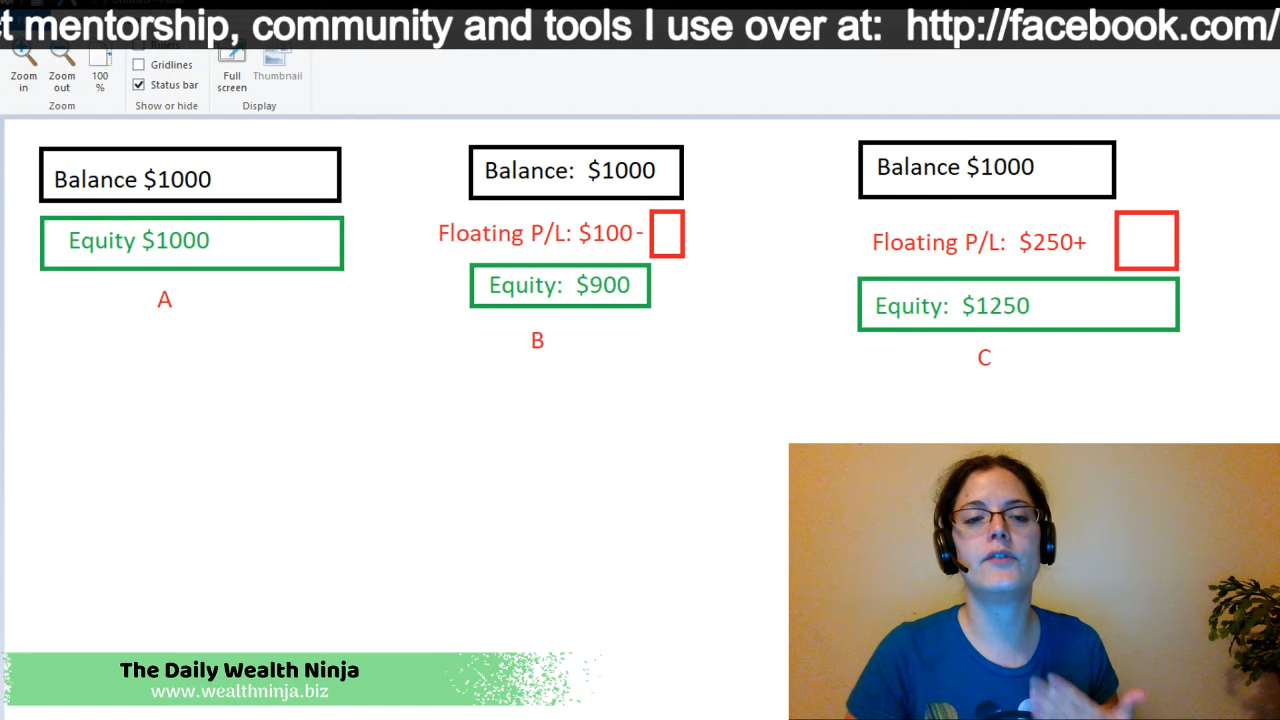 t mentorship, community and tools I use over at:  http://facebook.com/
Rulers
Gridlines
Status bar
Zoom in
Zoom out
100 %
Full screen
Thumbnail
Zoom
Show or hide
Display
Balance $1000
Equity $1000
A
Balance:  $1000
Floating P/L: $100-
Equity:  $900
B
Balance $1000
Floating P/L:  $250+
Equity:  $1250
C
The Daily Wealth Ninja
www.wealthninja.biz